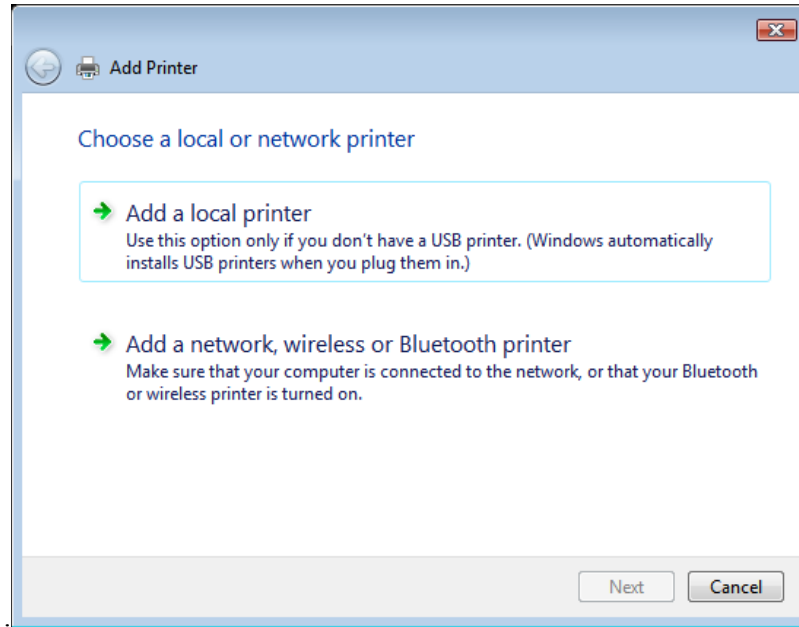 Add Printer
Choose a local or network printer
Add a local printer
Use this option only if you don't have a USB printer. (Windows automatically
installs USB printers when you plug them in.)
Add a network, wireless or Bluetooth printer
Make sure that your computer is connected to the network, or that your Bluetooth
or wireless printer is turned on.
Next Cancel
.